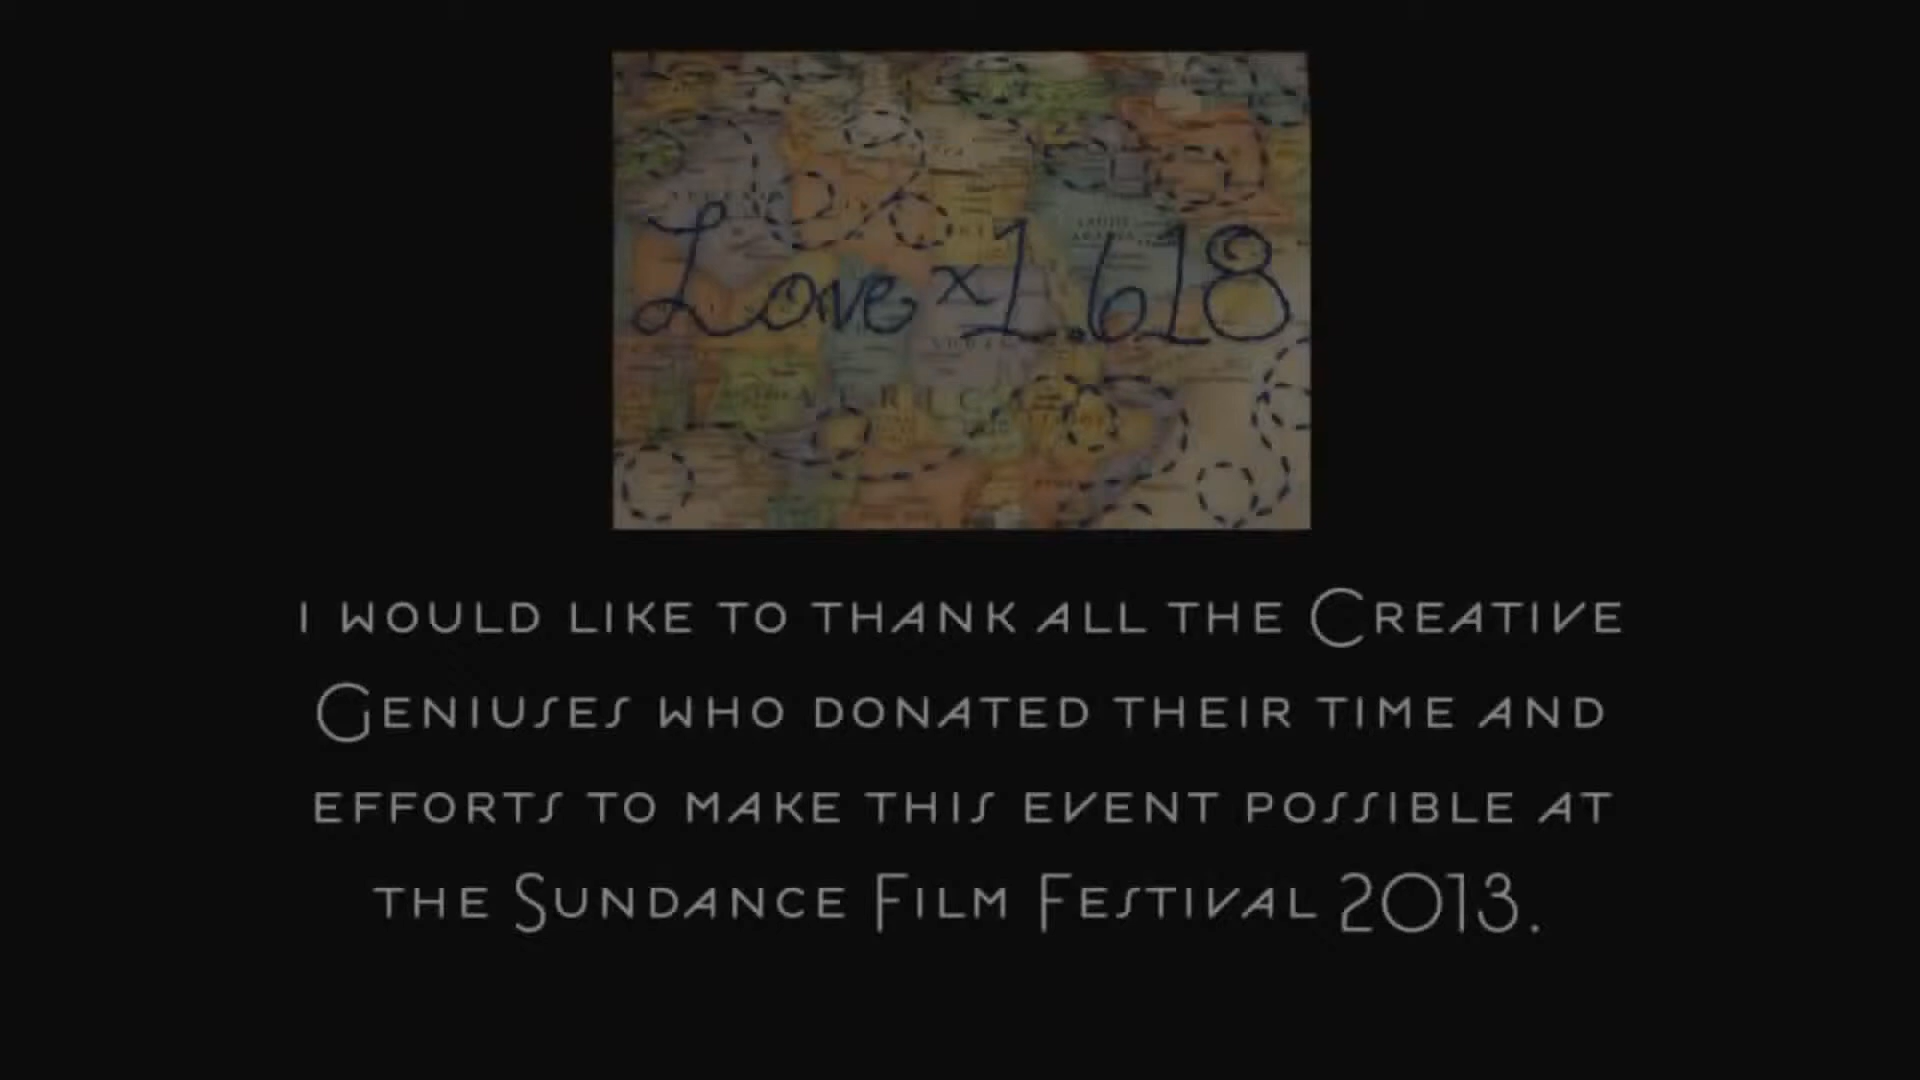 Love x 1.618
I WOULD LIKE TO THANK ALL THE CREATIVE
GENIUSES WHO DONATED THEIR TIME AND
EFFORTS TO MAKE THIS EVENT POSSIBLE AT
THE SUNDANCE FILM FESTIVAL 2013.